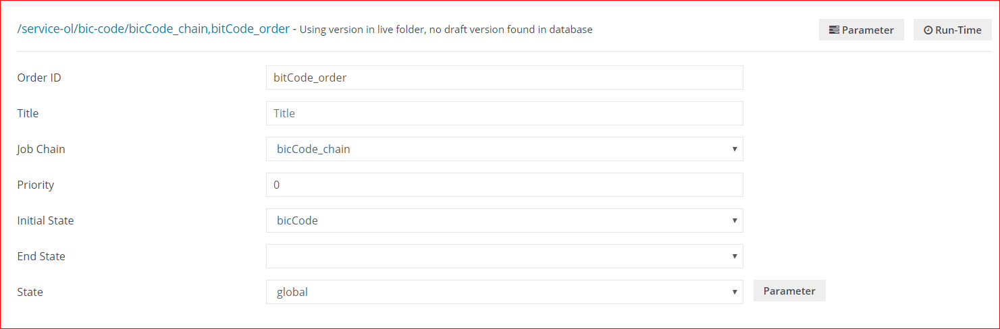 /service-ol/bic-code/bicCode_chain,bitCode_order - Using version in live folder, no draft version found in database
Parameter
Run-Time
Order ID
bitCode_order
Title
Title
Job Chain
bicCode_chain
Priority
0
Initial State
bicCode
End State
State
global
Parameter